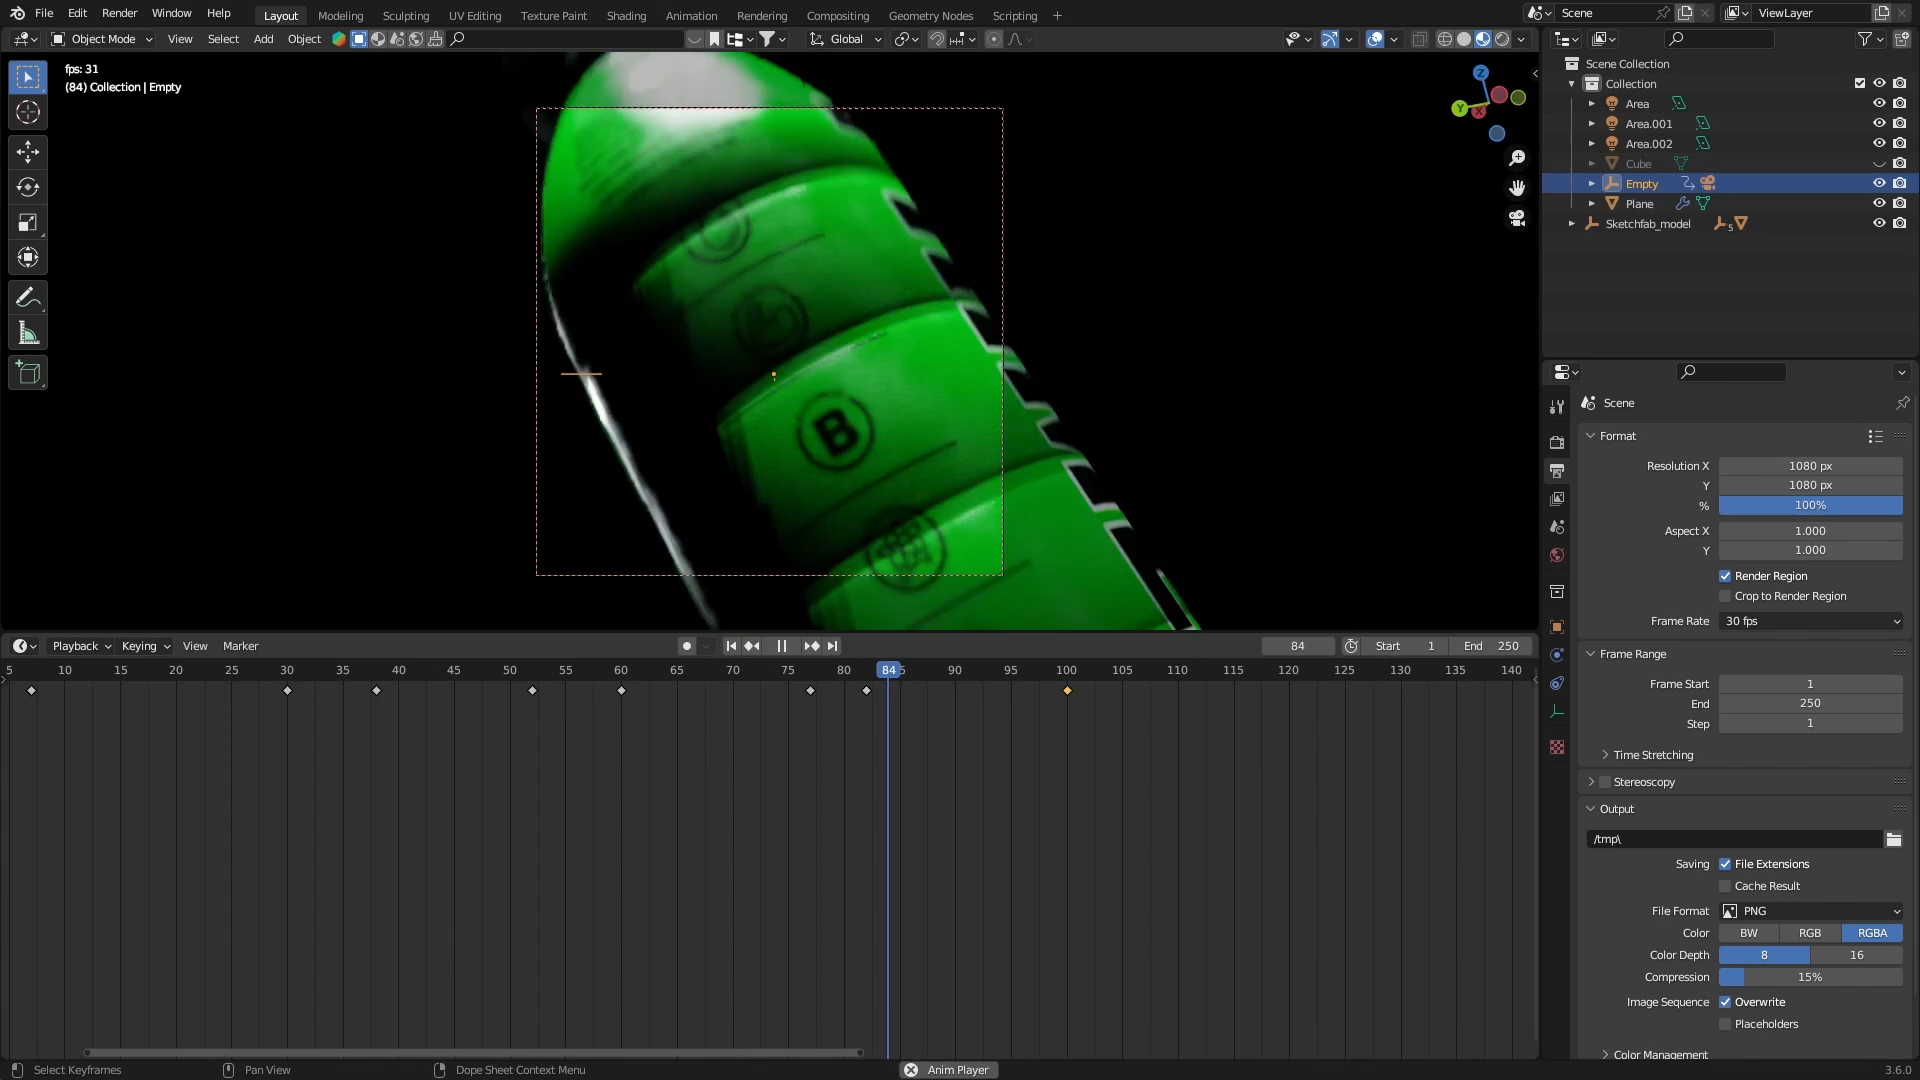 File Edit Render Window Help Layout Modeling Sculpting UV Editing Texture Paint Shading Animation Rendering Compositing Geometry Nodes Scripting + Scene ViewLayer
Object Mode View Select Add Object Global
fps: 31
(84) Collection | Empty
Z
Y
X
B
Scene Collection
Collection
Area
Area.001
Area.002
Cube
Empty
Plane
Sketchfab_model 5
Scene
Format
Resolution X 1080 px
Y 1080 px
% 100%
Aspect X 1.000
Y 1.000
Render Region
Crop to Render Region
Frame Rate 30 fps
Frame Range
Frame Start 1
End 250
Step 1
Time Stretching
Stereoscopy
Output
/tmp\
Saving File Extensions
Cache Result
File Format PNG
Color BW RGB RGBA
Color Depth 8 16
Compression 15%
Image Sequence Overwrite
Placeholders
Color Management
Playback Keying View Marker 84 Start 1 End 250
5 10 15 20 25 30 35 40 45 50 55 60 65 70 75 80 84 5 90 95 100 105 110 115 120 125 130 135 140
Select Keyframes Pan View Dope Sheet Context Menu Anim Player 3.6.0